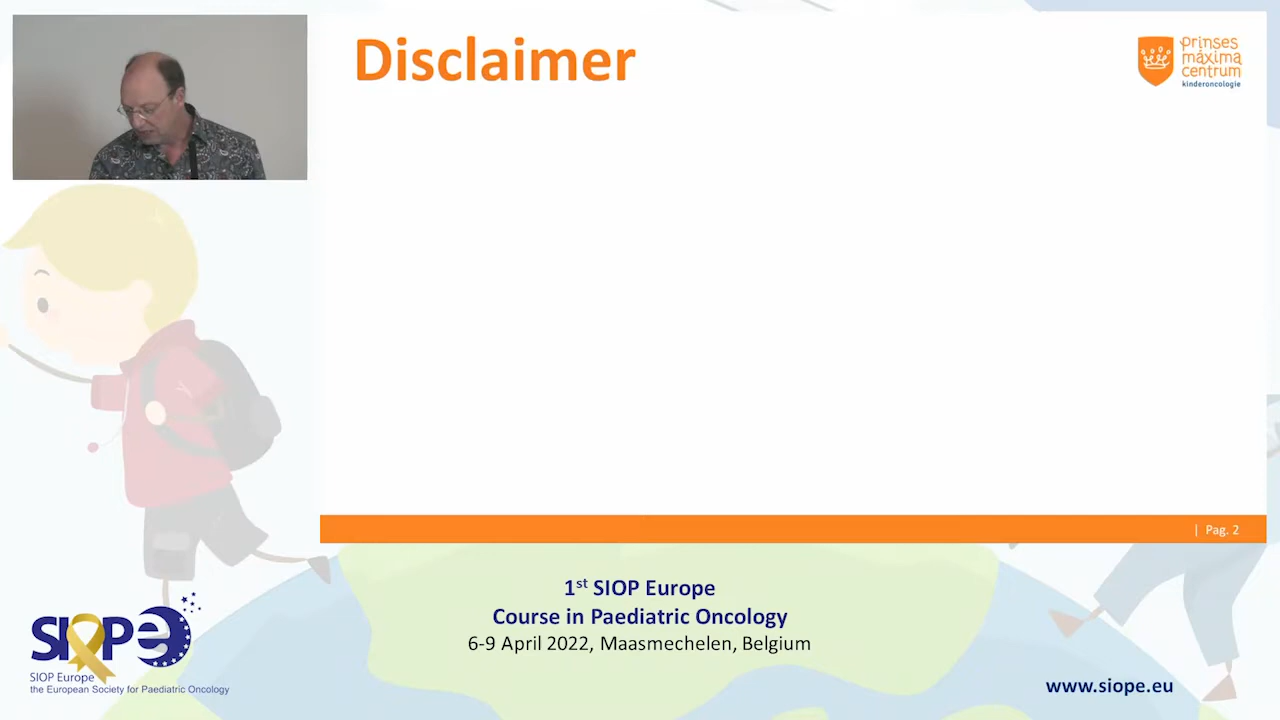 Disclaimer
prinses
máxima
centrum
kinderoncologie
| Pag. 2
1st SIOP Europe
Course in Paediatric Oncology
6-9 April 2022, Maasmechelen, Belgium
SIOPe
SIOP Europe
the European Society for Paediatric Oncology
www.siope.eu